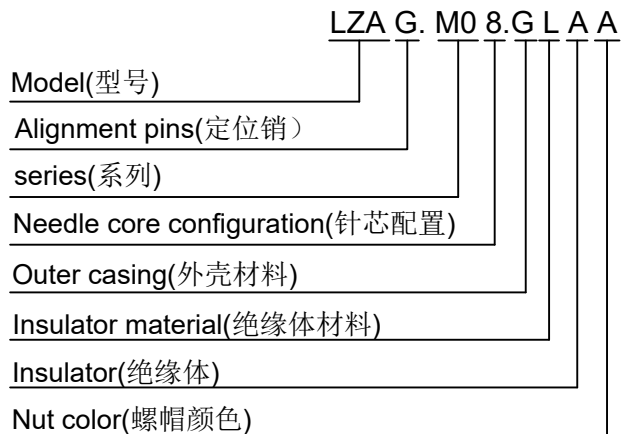 LZA G. M0 8.G L A A
Model(型号)
Alignment pins(定位销）
series(系列)
Needle core configuration(针芯配置)
Outer casing(外壳材料)
Insulator material(绝缘体材料)
Insulator(绝缘体)
Nut color(螺帽颜色)